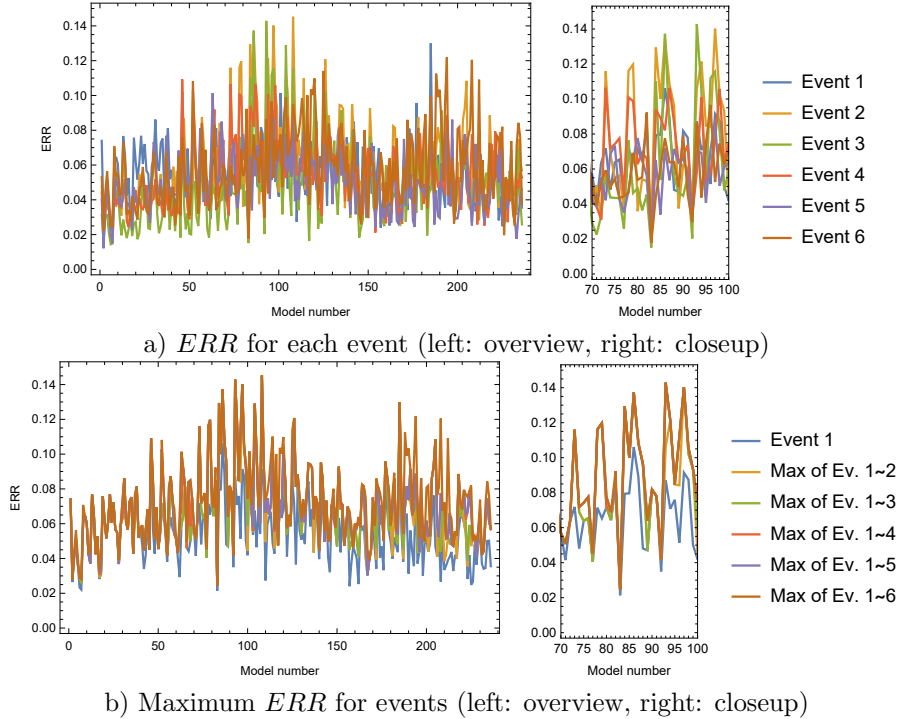 0.14
0.12
0.10
0.08
0.06
0.04
0.02
0.00
ERR
0 50 100 150 200
Model number
0.14
0.12
0.10
0.08
0.06
0.04
0.02
0.00
70 75 80 85 90 95 100
Model number
Event 1
Event 2
Event 3
Event 4
Event 5
Event 6
a) ERR for each event (left: overview, right: closeup)
0.14
0.12
0.10
0.08
0.06
0.04
0.02
0.00
ERR
0 50 100 150 200
Model number
0.14
0.12
0.10
0.08
0.06
0.04
0.02
0.00
70 75 80 85 90 95 100
Model number
Event 1
Max of Ev. 1~2
Max of Ev. 1~3
Max of Ev. 1~4
Max of Ev. 1~5
Max of Ev. 1~6
b) Maximum ERR for events (left: overview, right: closeup)